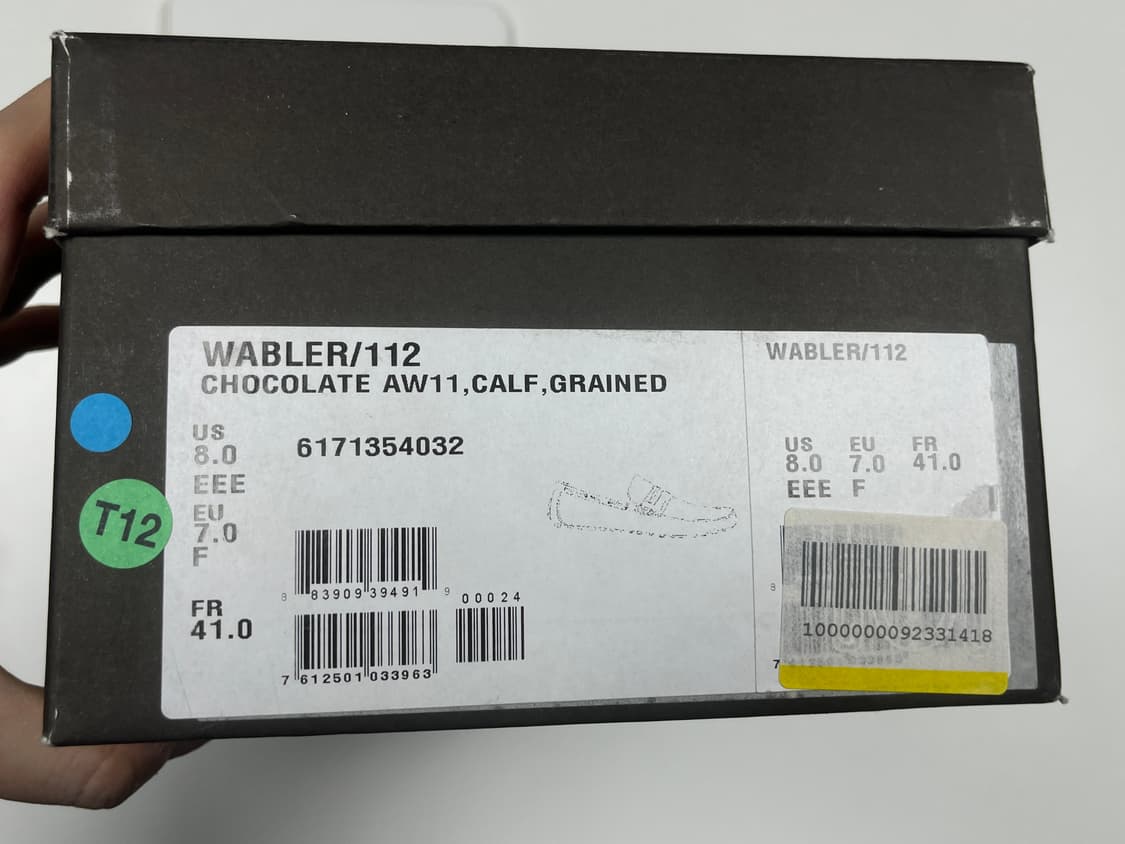 WABLER/112
CHOCOLATE AW11,CALF,GRAINED
US
8.0
EEE
EU
7.0
F
FR
41.0
6171354032
8 83909 39491 9
00024
7 612501 033963
T12
WABLER/112
US EU FR
8.0 7.0 41.0
EEE F
8
1000000092331418
7